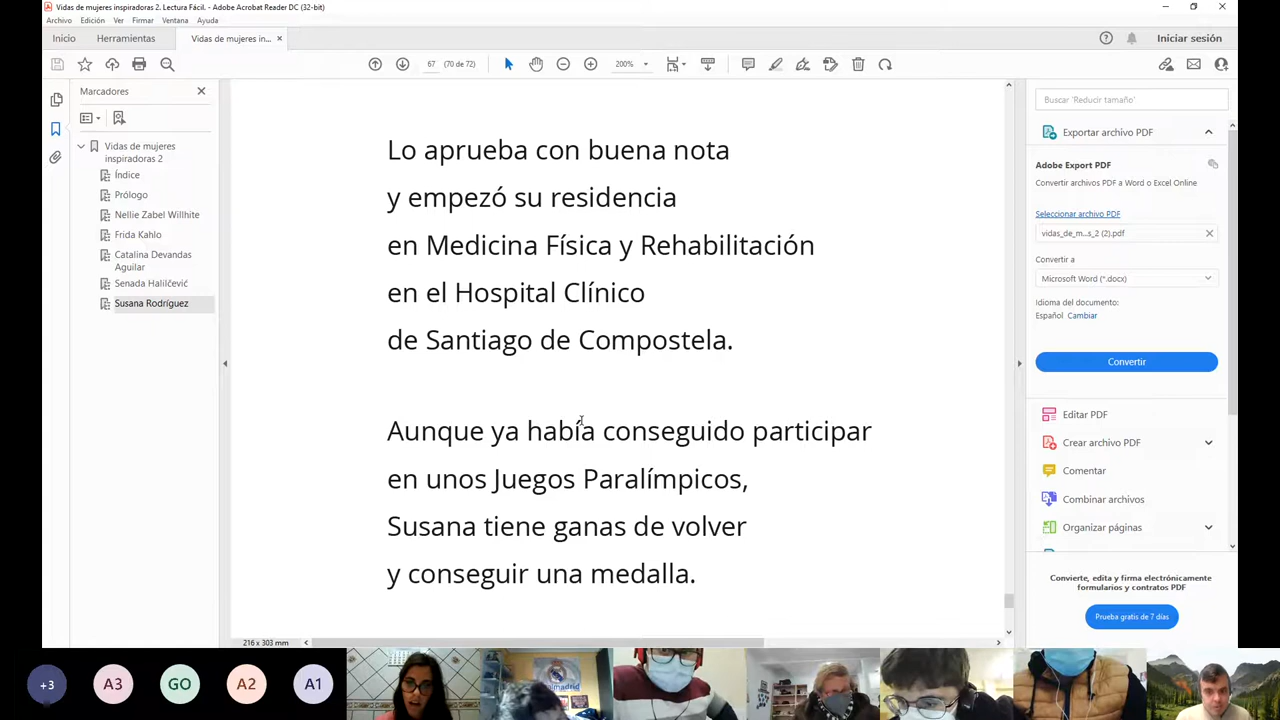 Vidas de mujeres inspiradoras 2. Lectura Fácil. - Adobe Acrobat Reader DC (32-bit)
Archivo Edición Ver Firmar Ventana Ayuda
Inicio Herramientas Vidas de mujeres in... × Iniciar sesión
67 (70 de 72) 200%
Marcadores
Vidas de mujeres
inspiradoras 2
Índice
Prólogo
Nellie Zabel Willhite
Frida Kahlo
Catalina Devandas
Aguilar
Senada Halilčević
Susana Rodríguez
Lo aprueba con buena nota
y empezó su residencia
en Medicina Física y Rehabilitación
en el Hospital Clínico
de Santiago de Compostela.
Aunque ya había conseguido participar
en unos Juegos Paralímpicos,
Susana tiene ganas de volver
y conseguir una medalla.
216 x 303 mm
Buscar 'Reducir tamaño'
Exportar archivo PDF
Adobe Export PDF
Convertir archivos PDF a Word o Excel Online
Seleccionar archivo PDF
vidas_de_m...s_2 (2).pdf
Convertir a
Microsoft Word (*.docx)
Idioma del documento:
Español Cambiar
Convertir
Editar PDF
Crear archivo PDF
Comentar
Combinar archivos
Organizar páginas
Convierte, edita y firma electrónicamente
formularios y contratos PDF
Prueba gratis de 7 días
+3 A3 GO A2 A1